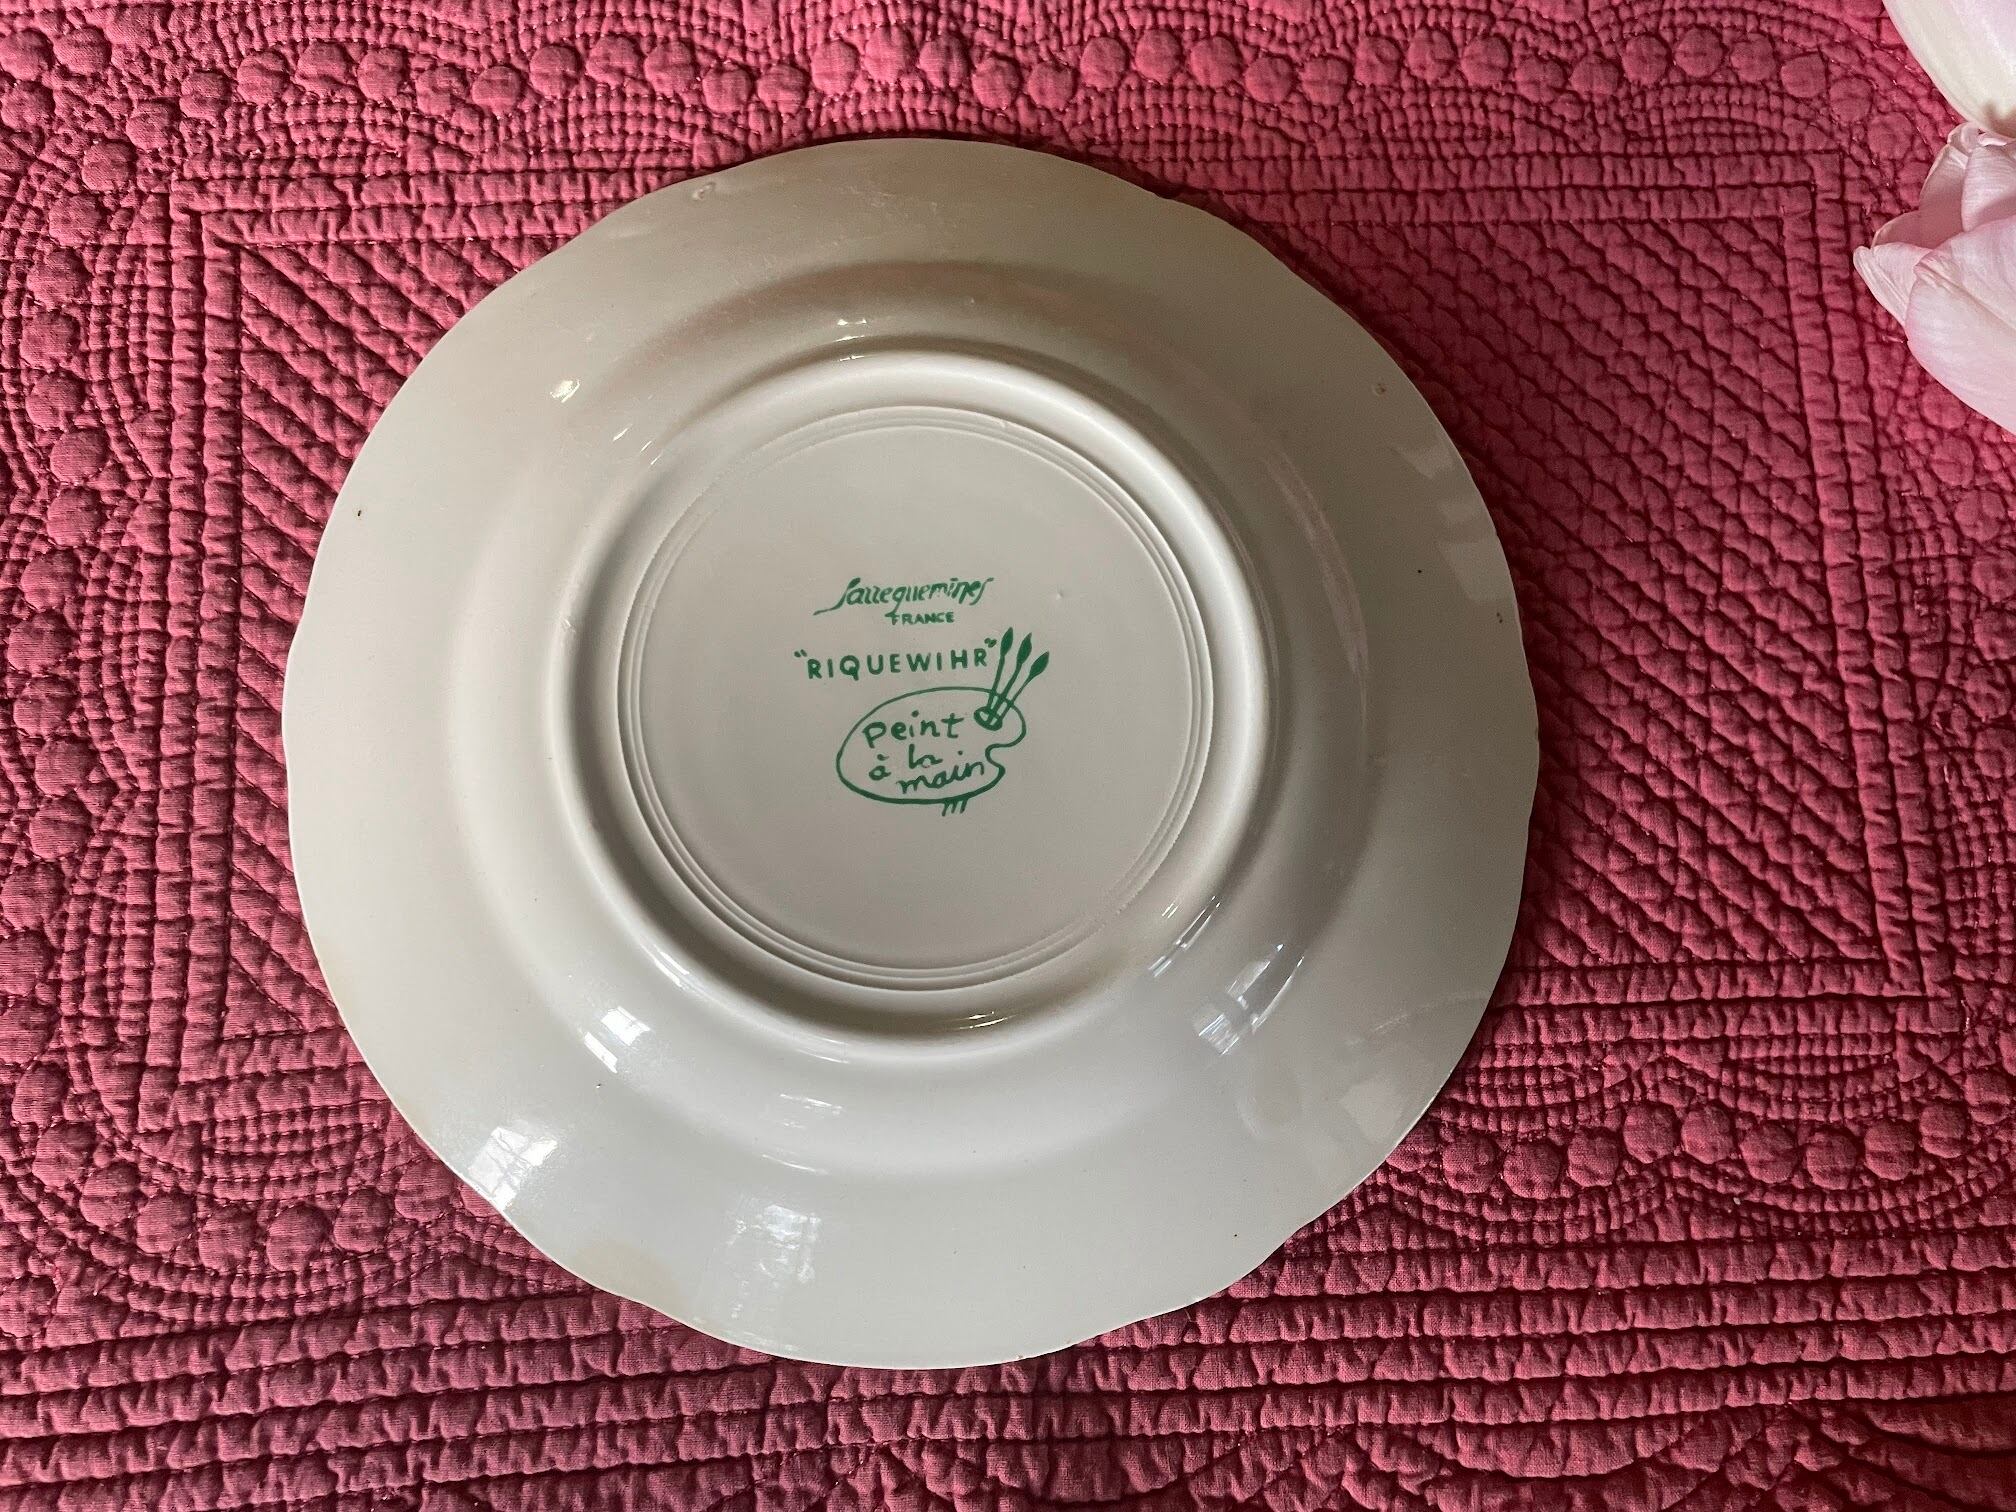 Sarreguemines
FRANCE
"RIQUEWIHR"
Peint
à la
main